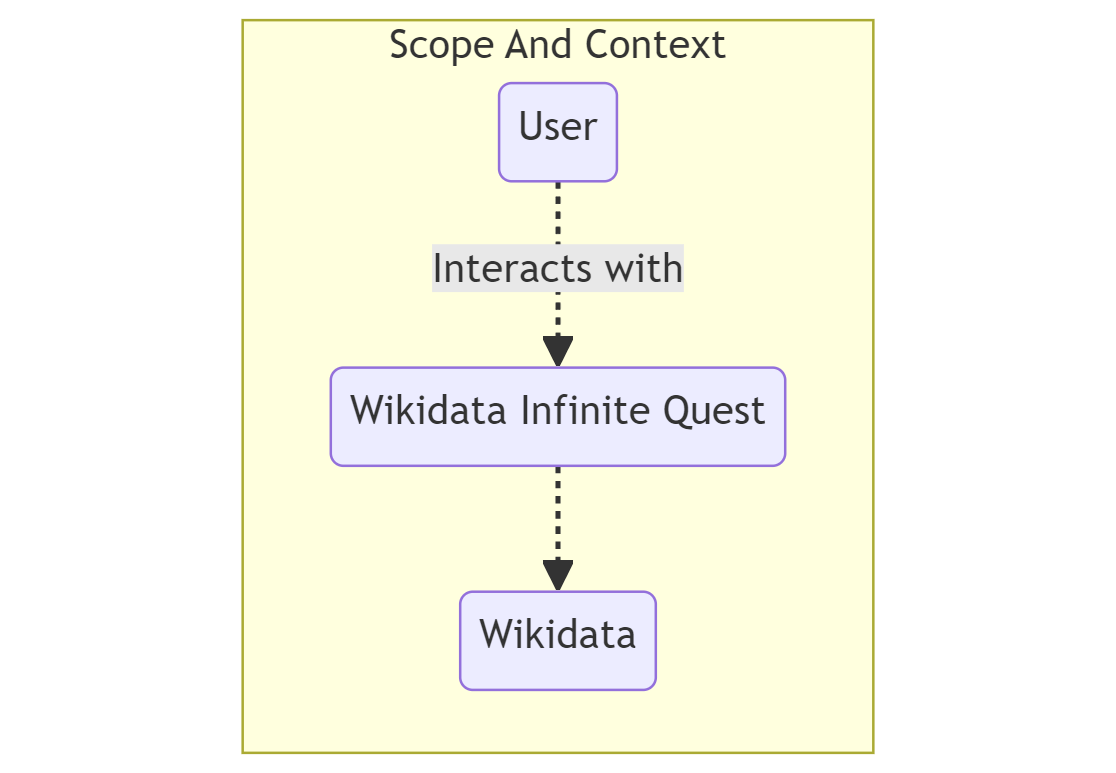 Scope And Context
User
Interacts with
Wikidata Infinite Quest
Wikidata